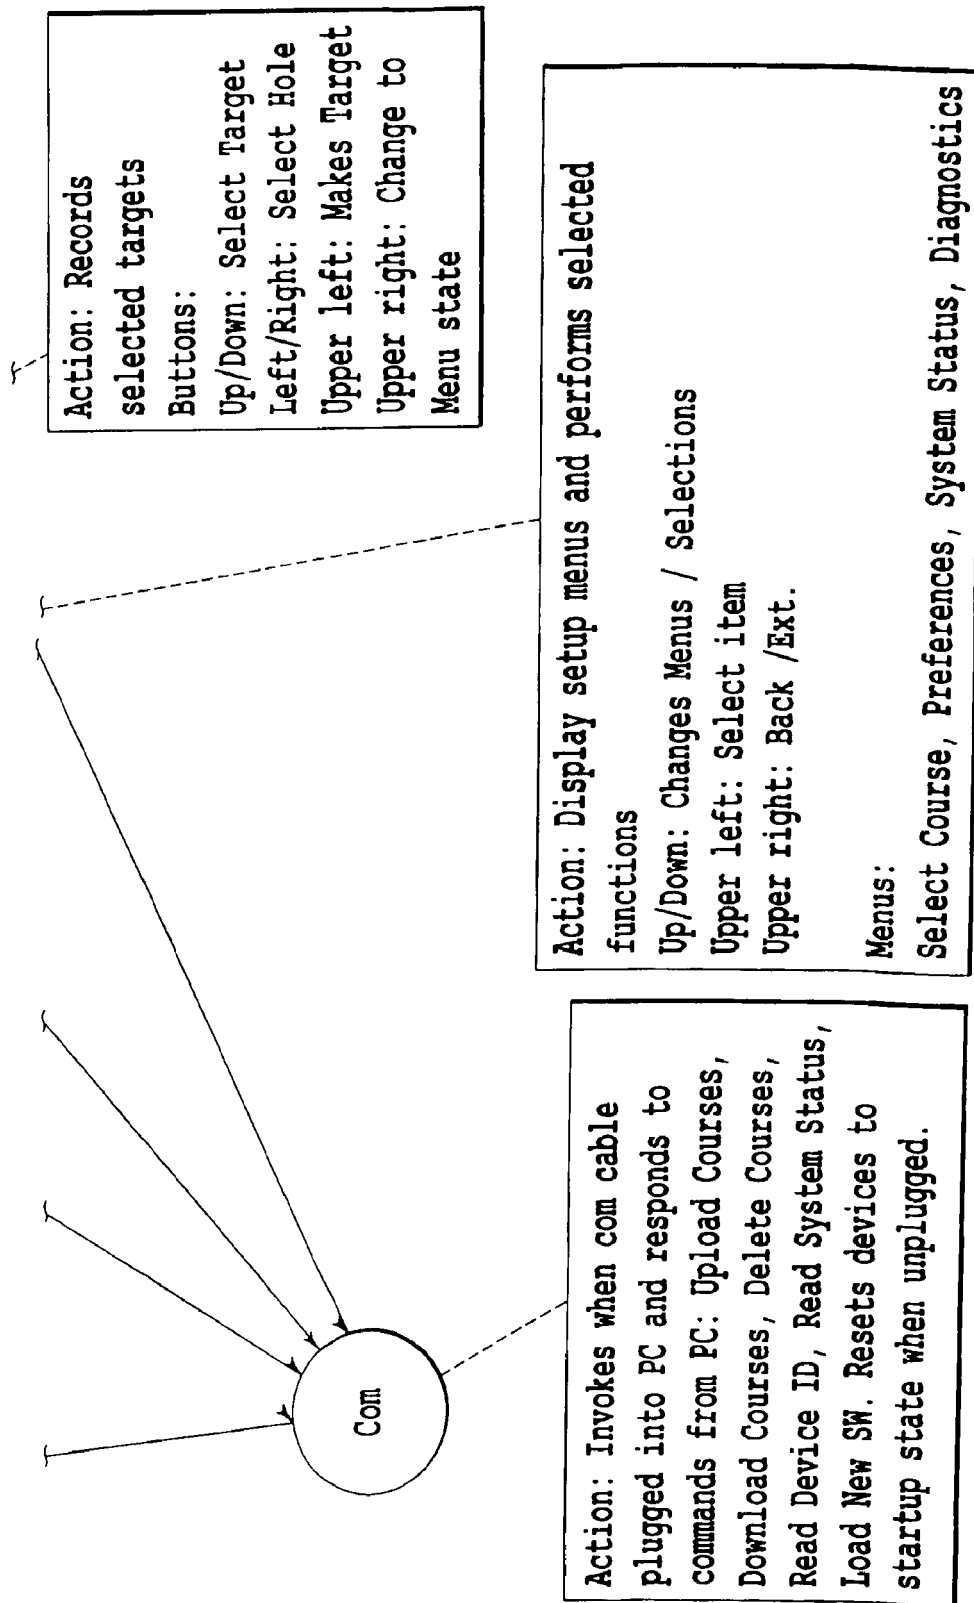 Com
Action: Invokes when com cable
plugged into PC and responds to
commands from PC: Upload Courses,
Download Courses, Delete Courses,
Read Device ID, Read System Status,
Load New SW. Resets devices to
startup state when unplugged.
Action: Display setup menus and performs selected
functions
Up/Down: Changes Menus / Selections
Upper left: Select item
Upper right: Back /Ext.
Menus:
Select Course, Preferences, System Status, Diagnostics
Action: Records
selected targets
Buttons:
Up/Down: Select Target
Left/Right: Select Hole
Upper left: Makes Target
Upper right: Change to
Menu state